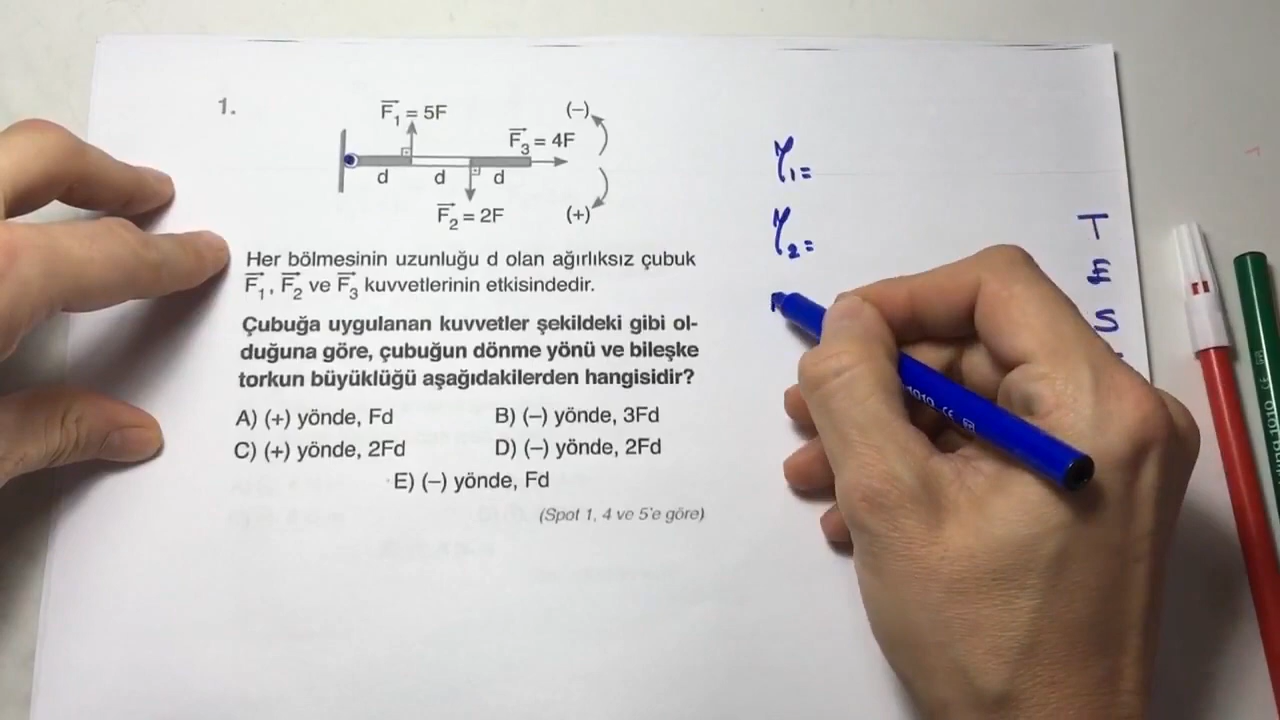 1.
F₁ = 5F
(–)
F₃ = 4F
d d d
F₂ = 2F
(+)
Her bölmesinin uzunluğu d olan ağırlıksız çubuk
F₁, F₂ ve F₃ kuvvetlerinin etkisindedir.
Çubuğa uygulanan kuvvetler şekildeki gibi ol-
duğuna göre, çubuğun dönme yönü ve bileşke
torkun büyüklüğü aşağıdakilerden hangisidir?
A) (+) yönde, Fd B) (–) yönde, 3Fd
C) (+) yönde, 2Fd D) (–) yönde, 2Fd
E) (–) yönde, Fd
(Spot 1, 4 ve 5'e göre)
τ₁=
τ₂=
T
E
S